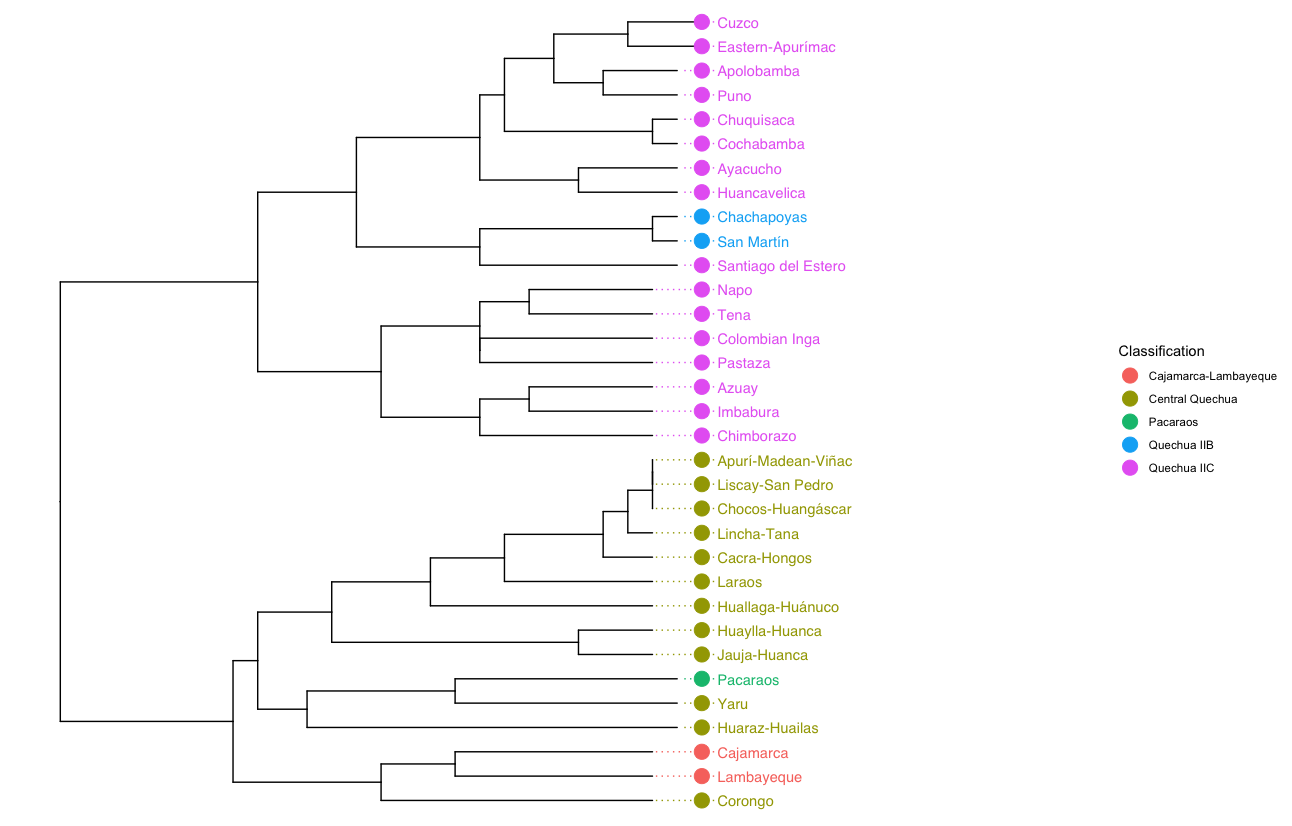 Cuzco
Eastern-Apurímac
Apolobamba
Puno
Chuquisaca
Cochabamba
Ayacucho
Huancavelica
Chachapoyas
San Martín
Santiago del Estero
Napo
Tena
Colombian Inga
Pastaza
Azuay
Imbabura
Chimborazo
Apurí-Madean-Viñac
Liscay-San Pedro
Chocos-Huangáscar
Lincha-Tana
Cacra-Hongos
Laraos
Huallaga-Huánuco
Huaylla-Huanca
Jauja-Huanca
Pacaraos
Yaru
Huaraz-Huailas
Cajamarca
Lambayeque
Corongo
Classification
Cajamarca-Lambayeque
Central Quechua
Pacaraos
Quechua IIB
Quechua IIC